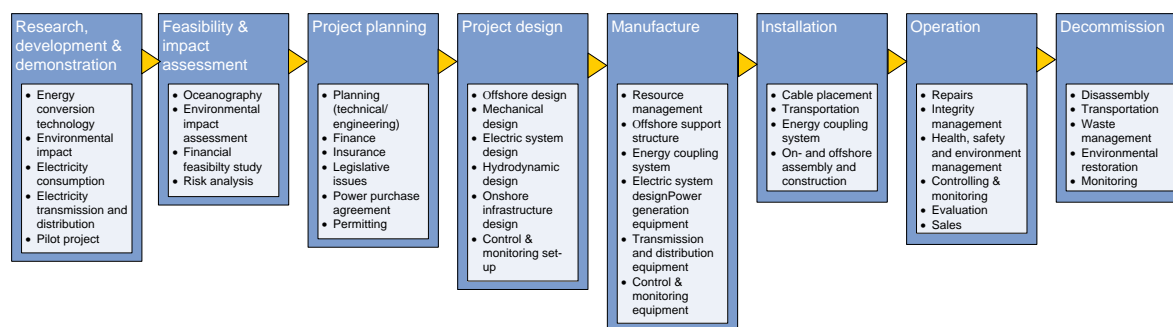 Research,
development &
demonstration
• Energy
conversion
technology
• Environmental
impact
• Electricity
consumption
• Electricity
transmission and
distribution
• Pilot project
Feasibility &
impact
assessment
• Oceanography
• Environmental
impact
assessment
• Financial
feasibilty study
• Risk analysis
Project planning
• Planning
(technical/
engineering)
• Finance
• Insurance
• Legislative
issues
• Power purchase
agreement
• Permitting
Project design
• Offshore design
• Mechanical
design
• Electric system
design
• Hydrodynamic
design
• Onshore
infrastructure
design
• Control &
monitoring set-
up
Manufacture
• Resource
management
• Offshore support
structure
• Energy coupling
system
• Electric system
designPower
generation
equipment
• Transmission
and distribution
equipment
• Control &
monitoring
equipment
Installation
• Cable placement
• Transportation
• Energy coupling
system
• On- and offshore
assembly and
construction
Operation
• Repairs
• Integrity
management
• Health, safety
and environment
management
• Controlling &
monitoring
• Evaluation
• Sales
Decommission
• Disassembly
• Transportation
• Waste
management
• Environmental
restoration
• Monitoring